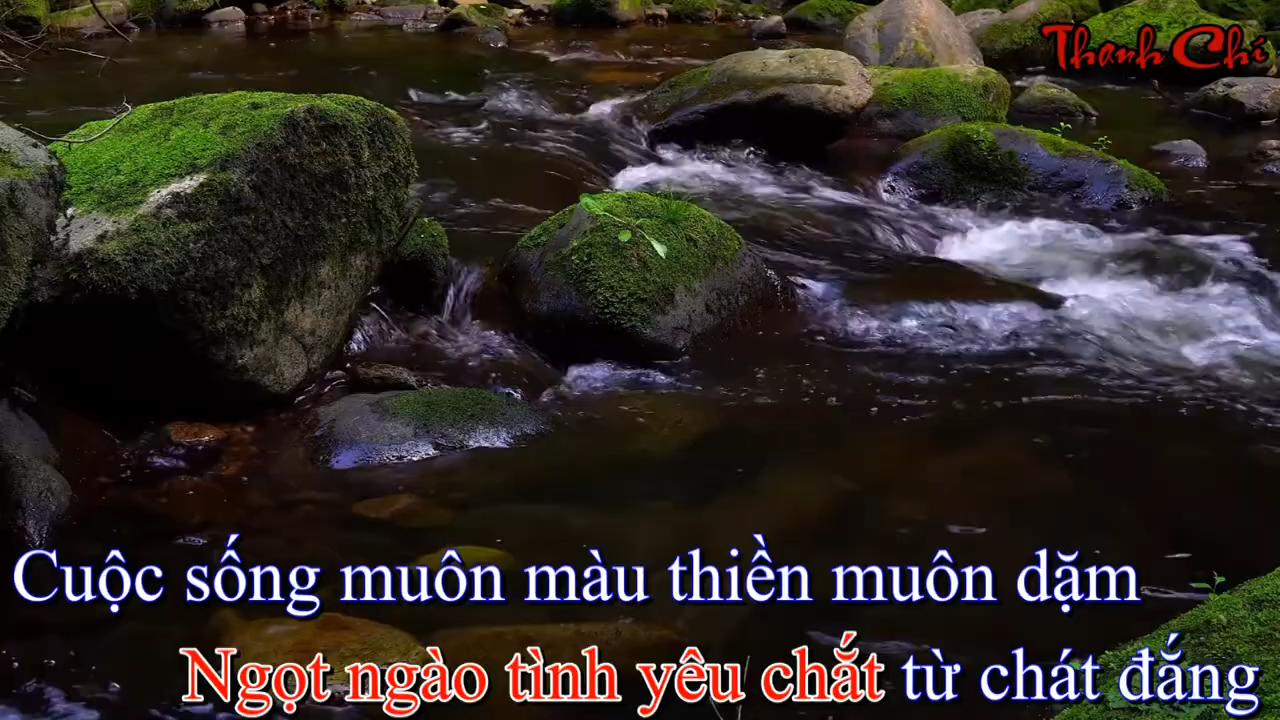 Thanh Chí
Cuộc sống muôn màu thiền muôn dặm
Ngọt ngào tình yêu chắt từ chát đắng